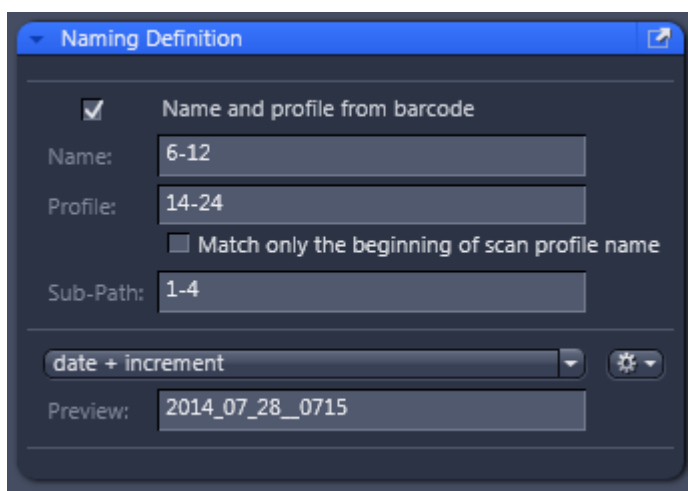 Naming Definition
Name and profile from barcode
Name: 6-12
Profile: 14-24
Match only the beginning of scan profile name
Sub-Path: 1-4
date + increment
Preview: 2014_07_28__0715